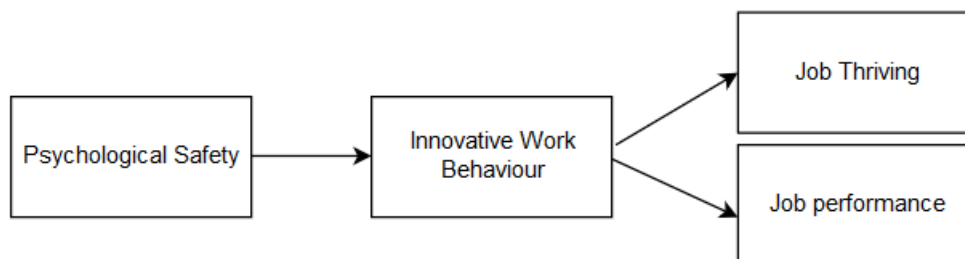 Psychological Safety
Innovative Work
Behaviour
Job Thriving
Job performance